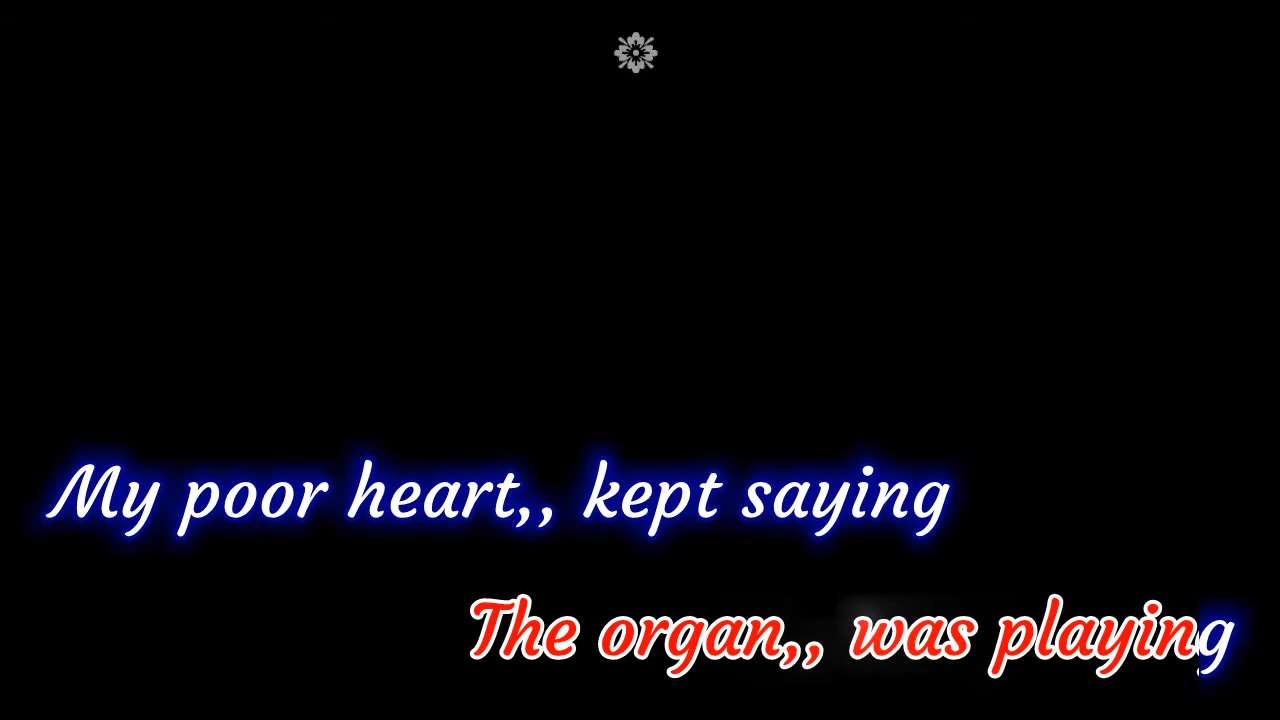 My poor heart,, kept saying
The organ,, was playing